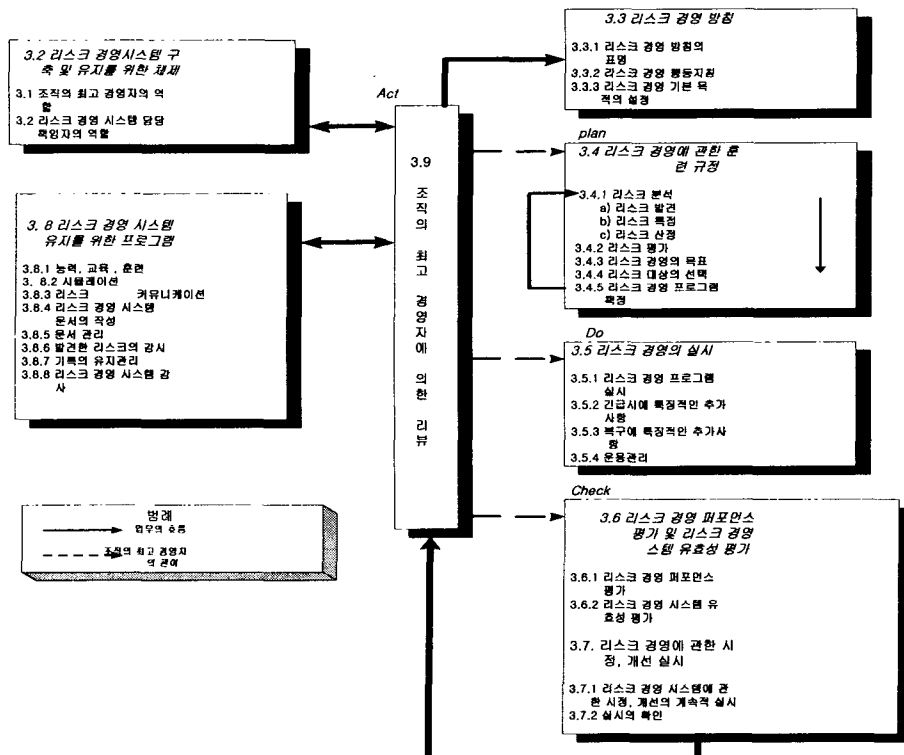 3.2 리스크 경영시스템 구
축 및 유지를 위한 체제
3.1 조직의 최고 경영자의 역
할
3.2 리스크 경영 시스템 담당
책임자의 역할
3. 8 리스크 경영 시스템
유지를 위한 프로그램
3.8.1 능력, 교육 , 훈련
3. 8.2 시뮬레이션
3.8.3 리스크 커뮤니케이션
3.8.4 리스크 경영 시스템
문서의 작성
3.8.5 문서 관리
3.8.6 발견한 리스크의 감시
3.8.7 기록의 유지관리
3.8.8 리스크 경영 시스템 감
사
범례
업무의 흐름
조직의 최고 경영자
의 관여
Act
3.9
조직의 최고 경영자에 의한 리뷰
3.3 리스크 경영 방침
3.3.1 리스크 경영 방침의
표명
3.3.2 리스크 경영 행동지침
3.3.3 리스크 경영 기본 목
적의 설정
plan
3.4 리스크 경영에 관한 훈
련 규정
3.4.1 리스크 분석
a) 리스크 발견
b) 리스크 특정
c) 리스크 산정
3.4.2 리스크 평가
3.4.3 리스크 경영의 목표
3.4.4 리스크 대상의 선택
3.4.5 리스크 경영 프로그램
책정
Do
3.5 리스크 경영의 실시
3.5.1 리스크 경영 프로그램
실시
3.5.2 긴급시에 특징적인 추가
사항
3.5.3 복구에 특징적인 추가사
항
3.5.4 운용관리
Check
3.6 리스크 경영 퍼포먼스
평가 및 리스크 경영
스템 유효성 평가
3.6.1 리스크 경영 퍼포먼스
평가
3.6.2 리스크 경영 시스템 유
효성 평가
3.7. 리스크 경영에 관한 시
정, 개선 실시
3.7.1 리스크 경영 시스템에 관
한 시정, 개선의 계속적 실시
3.7.2 실시의 확인